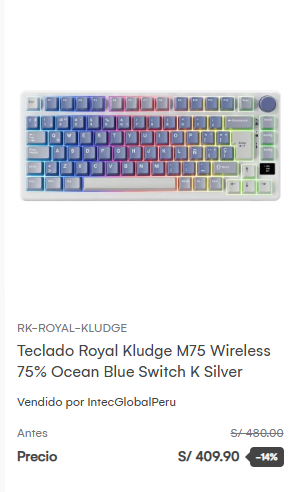 RK-ROYAL-KLUDGE
Teclado Royal Kludge M75 Wireless
75% Ocean Blue Switch K Silver
Vendido por IntecGlobalPeru
Antes S/ 480.00
Precio S/ 409.90 -14%